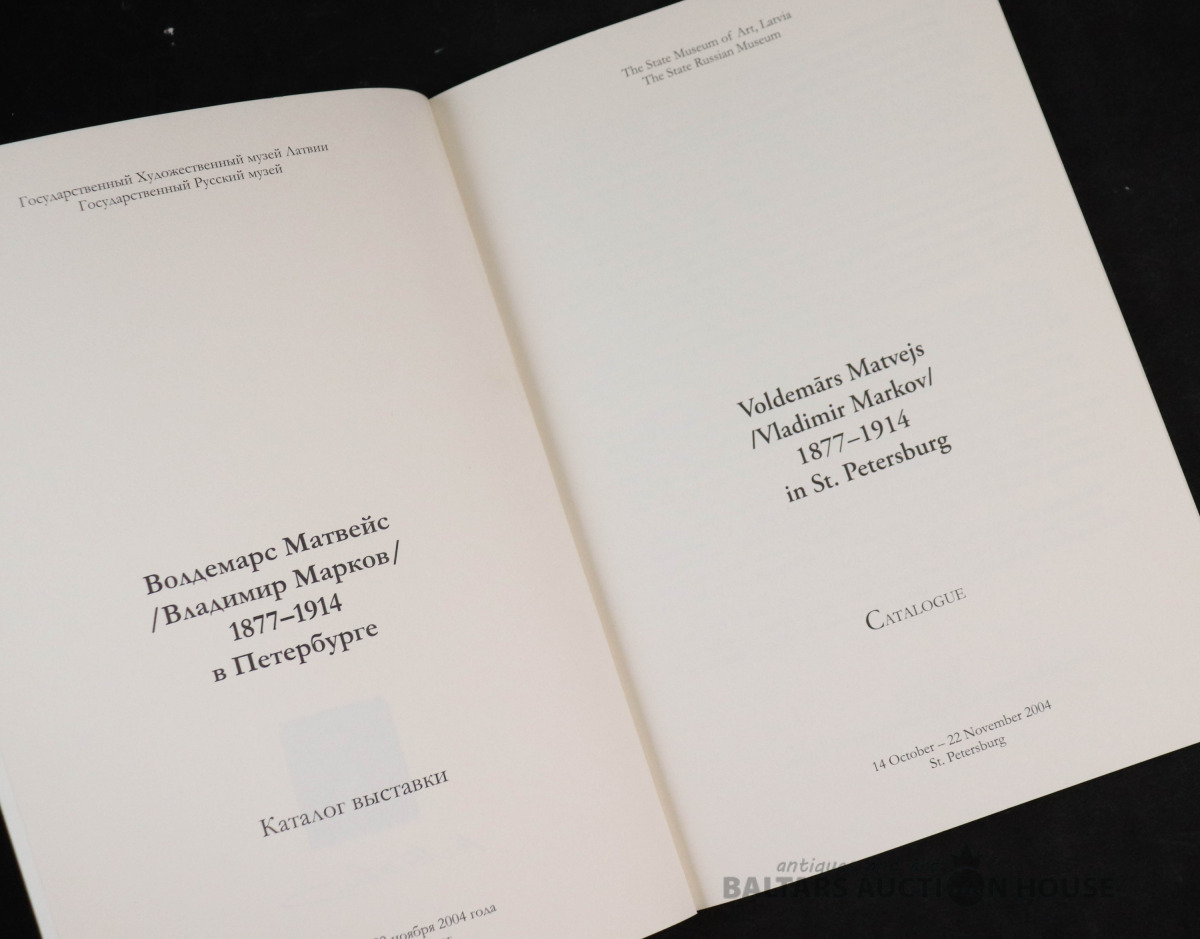 Государственный Художественный музей Латвии
Государственный Русский музей
Волдемарс Матвейс
/Владимир Марков/
1877–1914
в Петербурге
Каталог выставки
ноября 2004 года
The State Museum of Art, Latvia
The State Russian Museum
Voldemārs Matvejs
/Vladimir Markov/
1877–1914
in St. Petersburg
Catalogue
14 October – 22 November 2004
St. Petersburg
antique
BALTARS AUCTION HOUSE